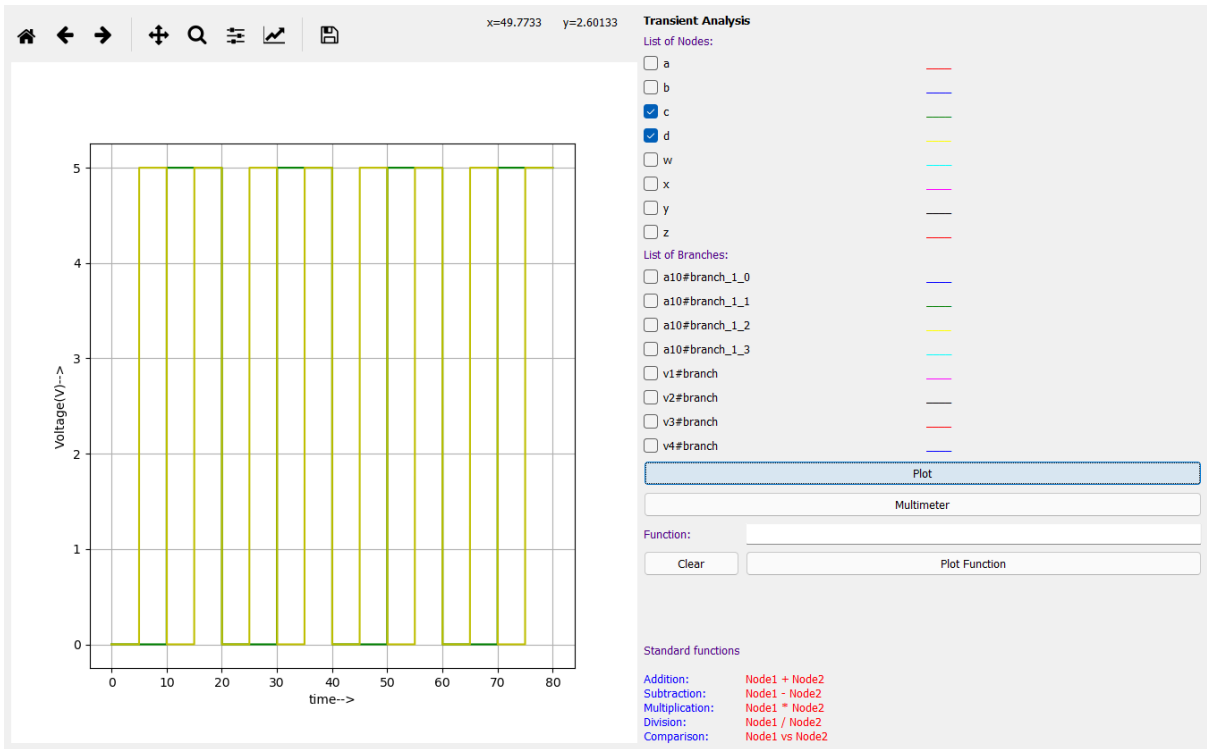 x=49.7733 y=2.60133
5
4
3
2
1
0
Voltage(V)-->
0 10 20 30 40 50 60 70 80
time-->
Transient Analysis
List of Nodes:
a
b
c
d
w
x
y
z
List of Branches:
a10#branch_1_0
a10#branch_1_1
a10#branch_1_2
a10#branch_1_3
v1#branch
v2#branch
v3#branch
v4#branch
Plot
Multimeter
Function:
Clear Plot Function
Standard functions
Addition: Node1 + Node2
Subtraction: Node1 - Node2
Multiplication: Node1 * Node2
Division: Node1 / Node2
Comparison: Node1 vs Node2